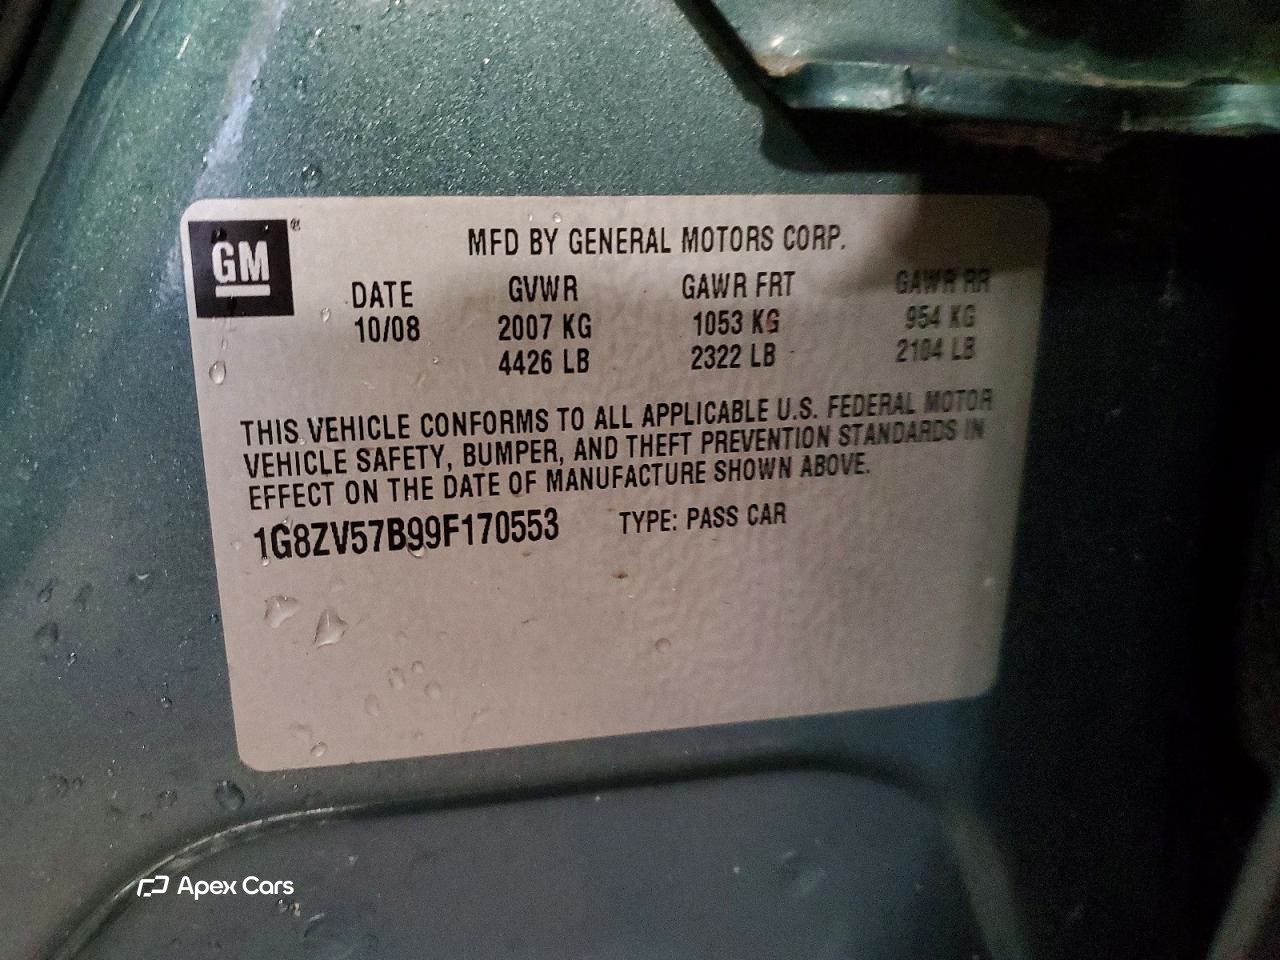 GM ®
MFD BY GENERAL MOTORS CORP.
DATE GVWR GAWR FRT GAWR RR
10/08 2007 KG 1053 KG 954 KG
4426 LB 2322 LB 2104 LB
THIS VEHICLE CONFORMS TO ALL APPLICABLE U.S. FEDERAL MOTOR
VEHICLE SAFETY, BUMPER, AND THEFT PREVENTION STANDARDS IN
EFFECT ON THE DATE OF MANUFACTURE SHOWN ABOVE.
1G8ZV57B99F170553 TYPE: PASS CAR
Apex Cars